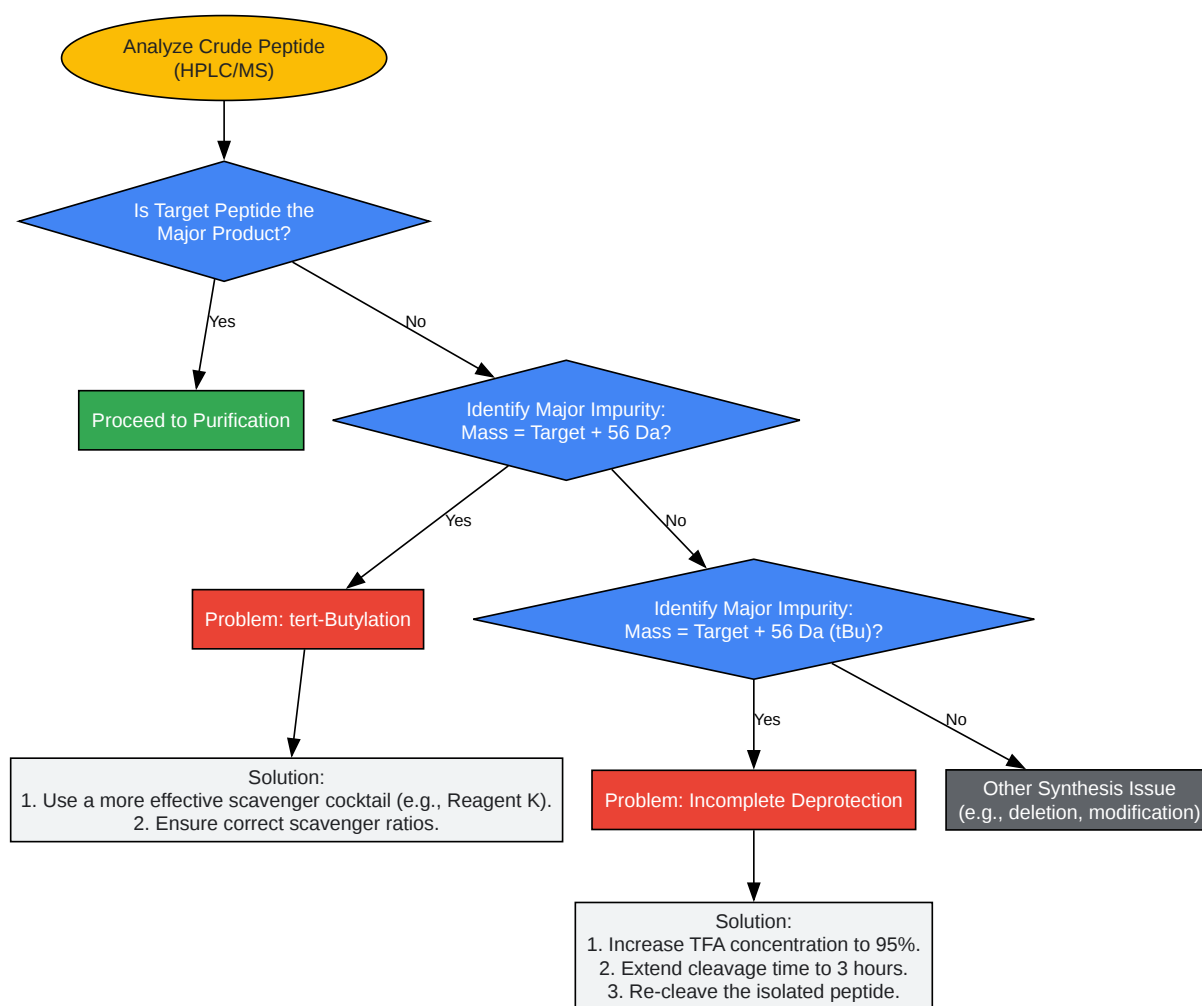 Analyze Crude Peptide
(HPLC/MS)
Is Target Peptide the
Major Product?
Yes
No
Proceed to Purification
Identify Major Impurity:
Mass = Target + 56 Da?
Yes
No
Problem: tert-Butylation
Identify Major Impurity:
Mass = Target + 56 Da (tBu)?
Yes
No
Solution:
1. Use a more effective scavenger cocktail (e.g., Reagent K).
2. Ensure correct scavenger ratios.
Problem: Incomplete Deprotection
Other Synthesis Issue
(e.g., deletion, modification)
Solution:
1. Increase TFA concentration to 95%.
2. Extend cleavage time to 3 hours.
3. Re-cleave the isolated peptide.